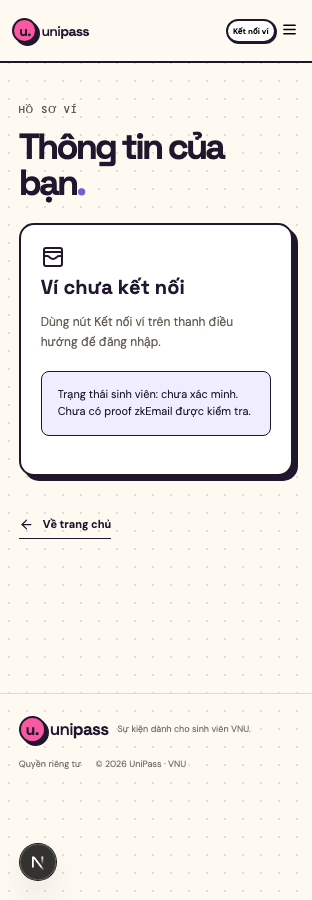 u. unipass
Kết nối ví
HỒ SƠ VÍ
Thông tin của
bạn.
Ví chưa kết nối
Dùng nút Kết nối ví trên thanh điều
hướng để đăng nhập.
Trạng thái sinh viên: chưa xác minh.
Chưa có proof zkEmail được kiểm tra.
← Về trang chủ
u. unipass Sự kiện dành cho sinh viên VNU.
Quyền riêng tư © 2026 UniPass · VNU
N